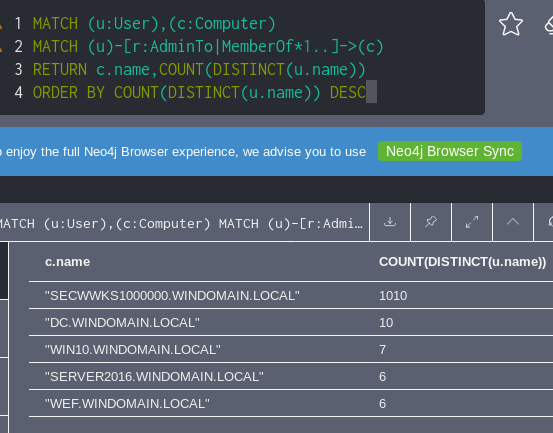 1 MATCH (u:User),(c:Computer)
2 MATCH (u)-[r:AdminTo|MemberOf*1..]->(c)
3 RETURN c.name,COUNT(DISTINCT(u.name))
4 ORDER BY COUNT(DISTINCT(u.name)) DESC
o enjoy the full Neo4j Browser experience, we advise you to use Neo4j Browser Sync
MATCH (u:User),(c:Computer) MATCH (u)-[r:Admi…
c.name COUNT(DISTINCT(u.name))
"SECWWKS1000000.WINDOMAIN.LOCAL" 1010
"DC.WINDOMAIN.LOCAL" 10
"WIN10.WINDOMAIN.LOCAL" 7
"SERVER2016.WINDOMAIN.LOCAL" 6
"WEF.WINDOMAIN.LOCAL" 6